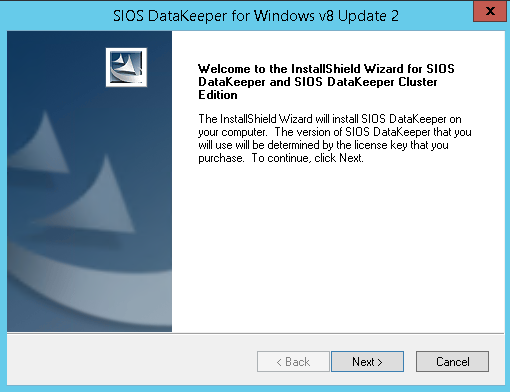 SIOS DataKeeper for Windows v8 Update 2
x
Welcome to the InstallShield Wizard for SIOS
DataKeeper and SIOS DataKeeper Cluster
Edition
The InstallShield Wizard will install SIOS DataKeeper on
your computer. The version of SIOS DataKeeper that you
will use will be determined by the license key that you
purchase. To continue, click Next.
< Back
Next >
Cancel